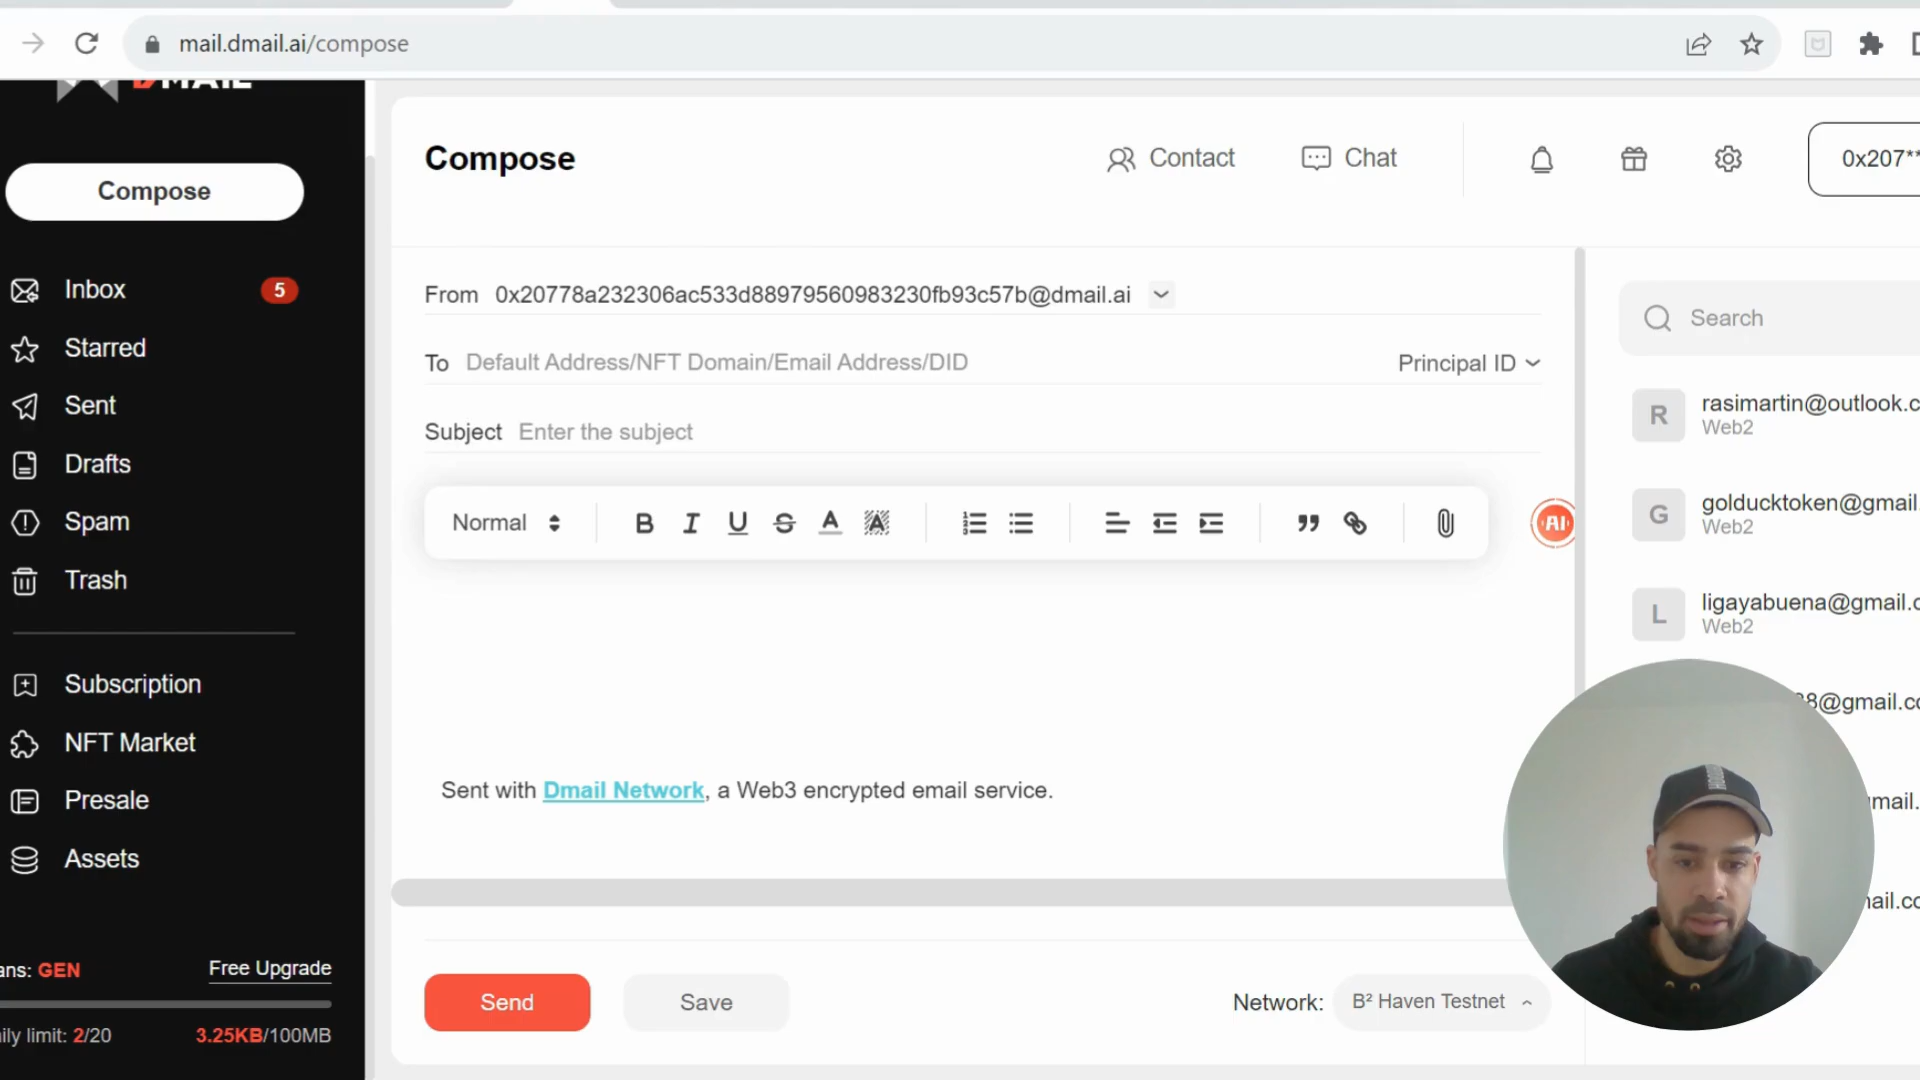 mail.dmail.ai/compose
DMAIL
Compose
Inbox 5
Starred
Sent
Drafts
Spam
Trash
Subscription
NFT Market
Presale
Assets
ans: GEN Free Upgrade
ily limit: 2/20 3.25KB/100MB
Compose
Contact Chat
0x207**
From 0x20778a232306ac533d88979560983230fb93c57b@dmail.ai
To Default Address/NFT Domain/Email Address/DID Principal ID
Subject Enter the subject
Normal B I U S A A
AI
Sent with Dmail Network, a Web3 encrypted email service.
Send Save Network: B² Haven Testnet
Search
R rasimartin@outlook.c
Web2
G golducktoken@gmail.
Web2
L ligayabuena@gmail.c
Web2
8@gmail.co
mail.
ail.co